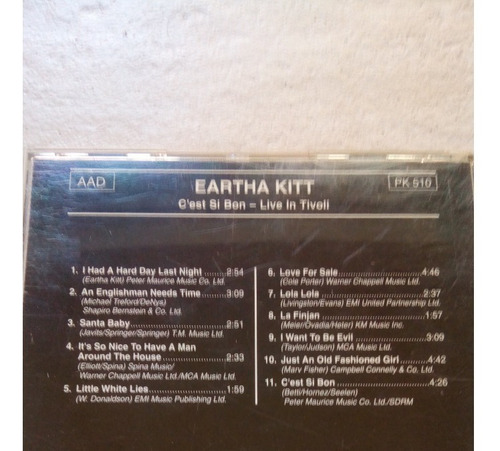 AAD
EARTHA KITT
PK 510
C'est Si Bon = Live In Tivoli
1. I Had A Hard Day Last Night ..... 2:54
(Eartha Kitt) Peter Maurice Music Co. Ltd.
2. An Englishman Needs Time ........ 3:09
(Michael Treford/DeNys)
Shapiro Bernstein & Co. Ltd.
3. Santa Baby ........ 2:51
(Javits/Springer/Springer) T.M. Music Ltd.
4. It's So Nice To Have A Man
Around The House ........ 2:33
(Elliott/Spina) Spina Music/
Warner Chappell Music Ltd./MCA Music Ltd.
5. Little White Lies ........ 1:59
(W. Donaldson) EMI Music Publishing Ltd.
6. Love For Sale ........ 4:46
(Cole Porter) Warner Chappell Music Ltd.
7. Lola Lola ........ 2:37
(Livingston/Evans) EMI United Partnership Ltd.
8. La Finjan ........ 1:57
(Meier/Ovadia/Hefer) KM Music Inc.
9. I Want To Be Evil ........ 3:09
(Taylor/Judson) MCA Music Ltd.
10. Just An Old Fashioned Girl ..... 4:42
(Marv Fisher) Campbell Connelly & Co. Ltd.
11. C'est Si Bon ........ 4:26
(Betti/Hornez/Seelen)
Peter Maurice Music Co. Ltd./SDRM